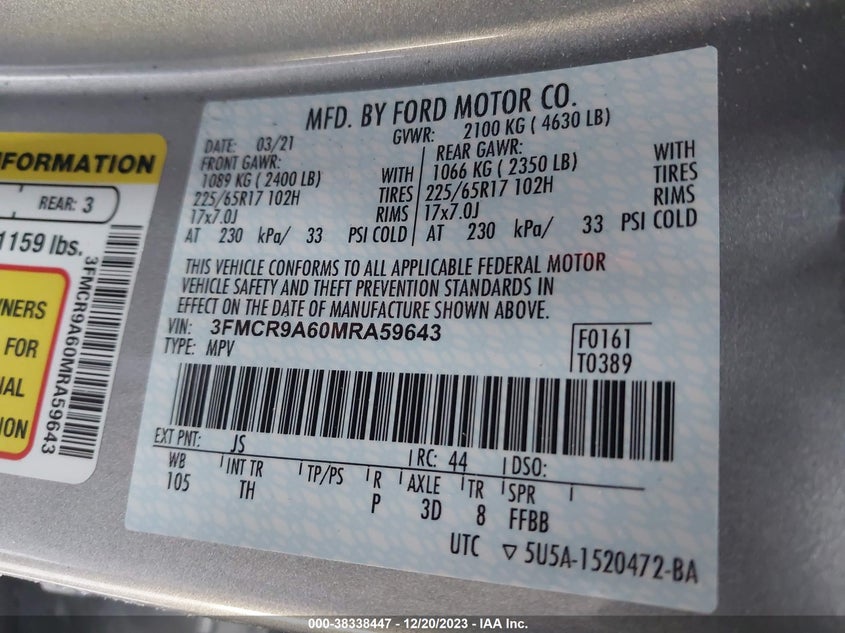 MFD. BY FORD MOTOR CO.
DATE: 03/21 GVWR: 2100 KG ( 4630 LB)
FRONT GAWR: REAR GAWR:
1089 KG ( 2400 LB) WITH 1066 KG ( 2350 LB) WITH
225/65R17 102H TIRES 225/65R17 102H TIRES
17x7.0J RIMS 17x7.0J RIMS
AT 230 kPa/ 33 PSI COLD AT 230 kPa/ 33 PSI COLD
THIS VEHICLE CONFORMS TO ALL APPLICABLE FEDERAL MOTOR
VEHICLE SAFETY AND THEFT PREVENTION STANDARDS IN
EFFECT ON THE DATE OF MANUFACTURE SHOWN ABOVE.
VIN: 3FMCR9A60MRA59643 F0161
TYPE: MPV T0389
EXT PNT: JS RC: 44 DSO:
WB INT TR TP/PS R AXLE TR SPR
105 TH P 3D 8 FFBB
UTC ▽ 5U5A-1520472-BA
NFORMATION
REAR: 3
1159 lbs.
3FMCR9A60MRA59643
WNERS
FOR
NAL
ION
000-38338447 - 12/20/2023 - IAA Inc.